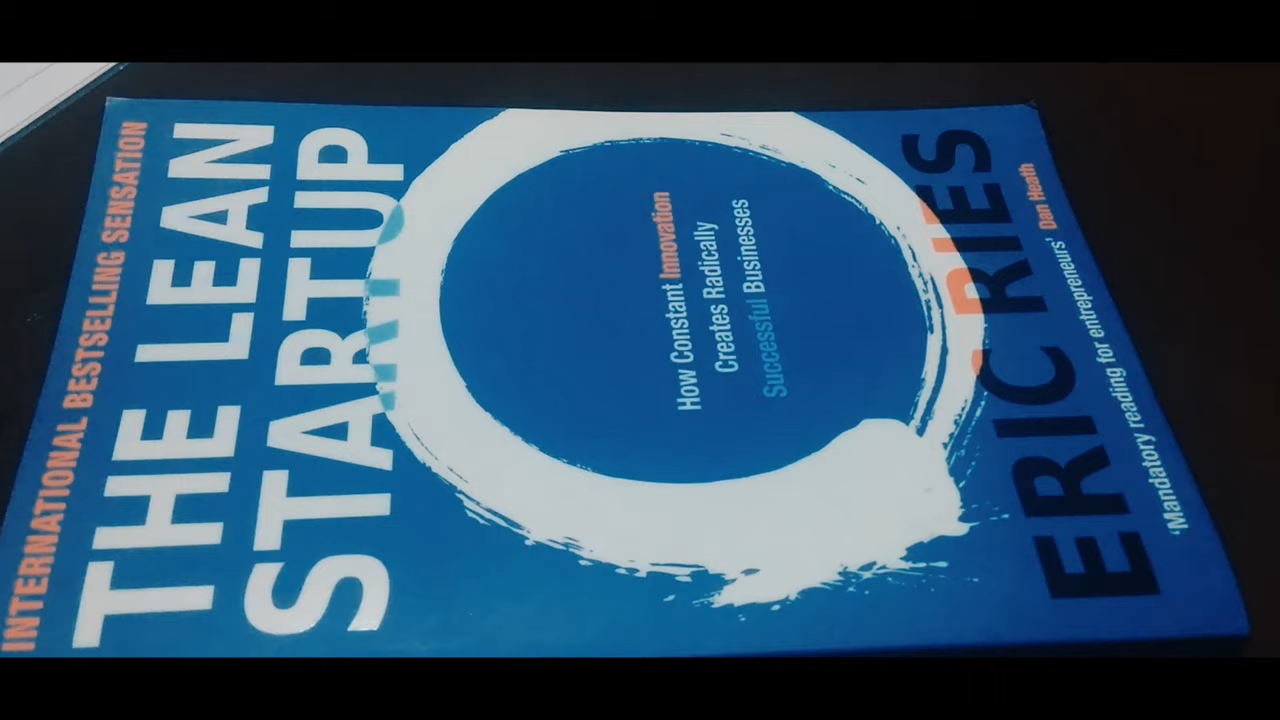 INTERNATIONAL BESTSELLING SENSATION
THE LEAN
STARTUP
How Constant Innovation
Creates Radically
Successful Businesses
ERIC RIES
'Mandatory reading for entrepreneurs' Dan Heath